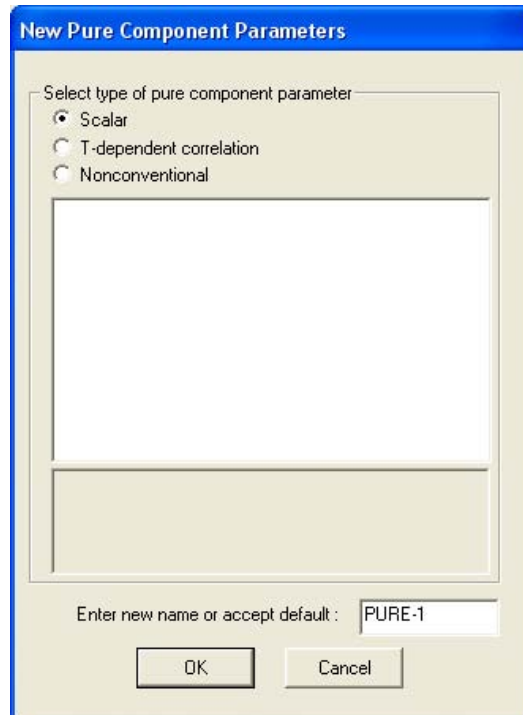 New Pure Component Parameters
Select type of pure component parameter
Scalar
T-dependent correlation
Nonconventional
Enter new name or accept default : PURE-1
OK Cancel